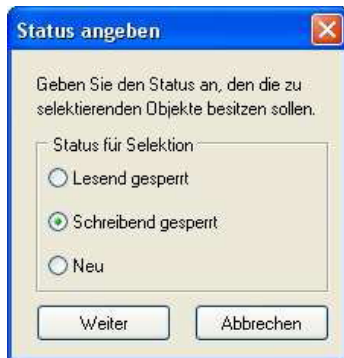 Status angeben
Geben Sie den Status an, den die zu
selektierenden Objekte besitzen sollen.
Status für Selektion
Lesend gesperrt
Schreibend gesperrt
Neu
Weiter
Abbrechen